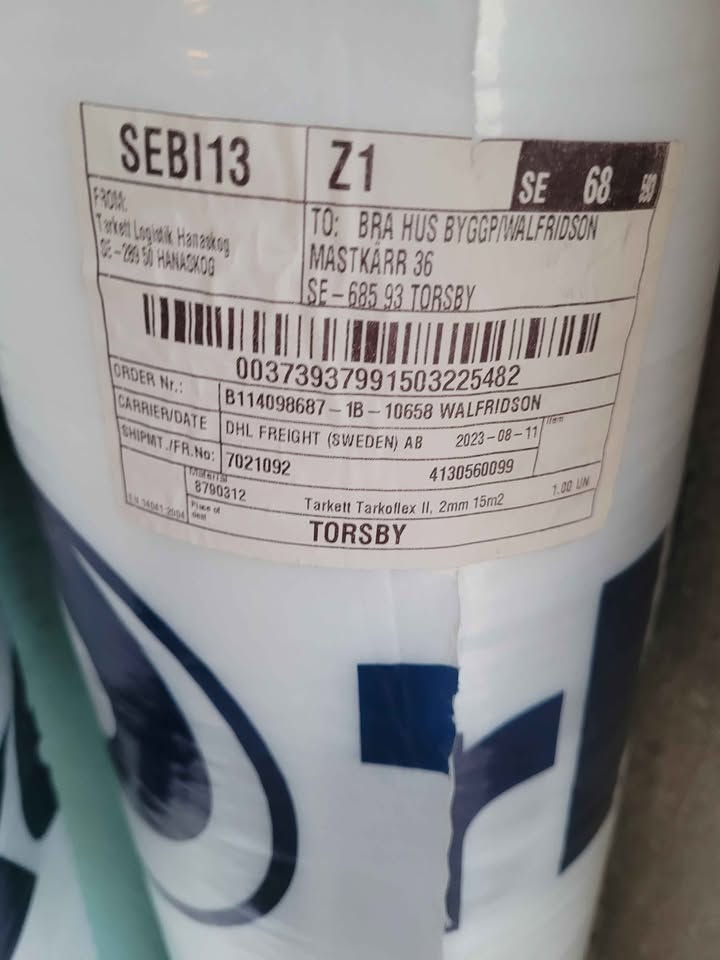 SEBI13
Z1
SE 68
FROM:
Tarkett Logistik Hanaskog
SE-289 50 HANASKOG
TO: BRA HUS BYGGP/WALFRIDSON
MASTKÄRR 36
SE-685 93 TORSBY
00373937991503225482
ORDER Nr.: B114098687-1B-10658 WALFRIDSON
CARRIER/DATE DHL FREIGHT (SWEDEN) AB 2023-08-11
Item
SHIPMT./FR.No: 7021092 4130560099
Material
8790312 Tarkett Tarkoflex II, 2mm 15m2 1.00 UN
EN 14041-2004
Place of
TORSBY